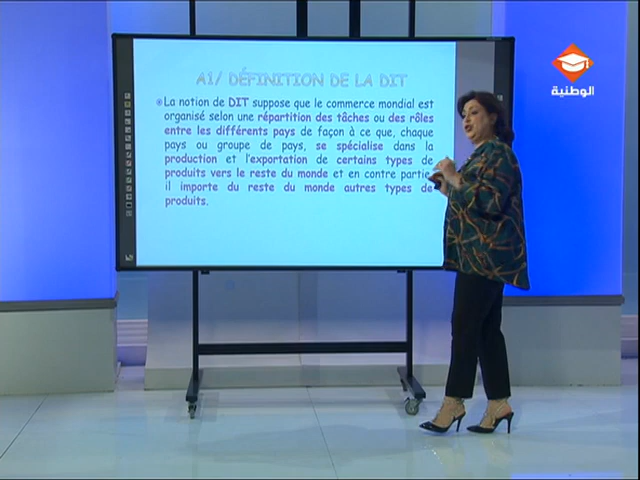 A1/ DÉFINITION DE LA DIT
La notion de DIT suppose que le commerce mondial est
organisé selon une répartition des tâches ou des rôles
entre les différents pays de façon à ce que, chaque
pays ou groupe de pays, se spécialise dans la
production et l'exportation de certains types de
produits vers le reste du monde et en contre partie
il importe du reste du monde autres types de
produits.
الوطنية